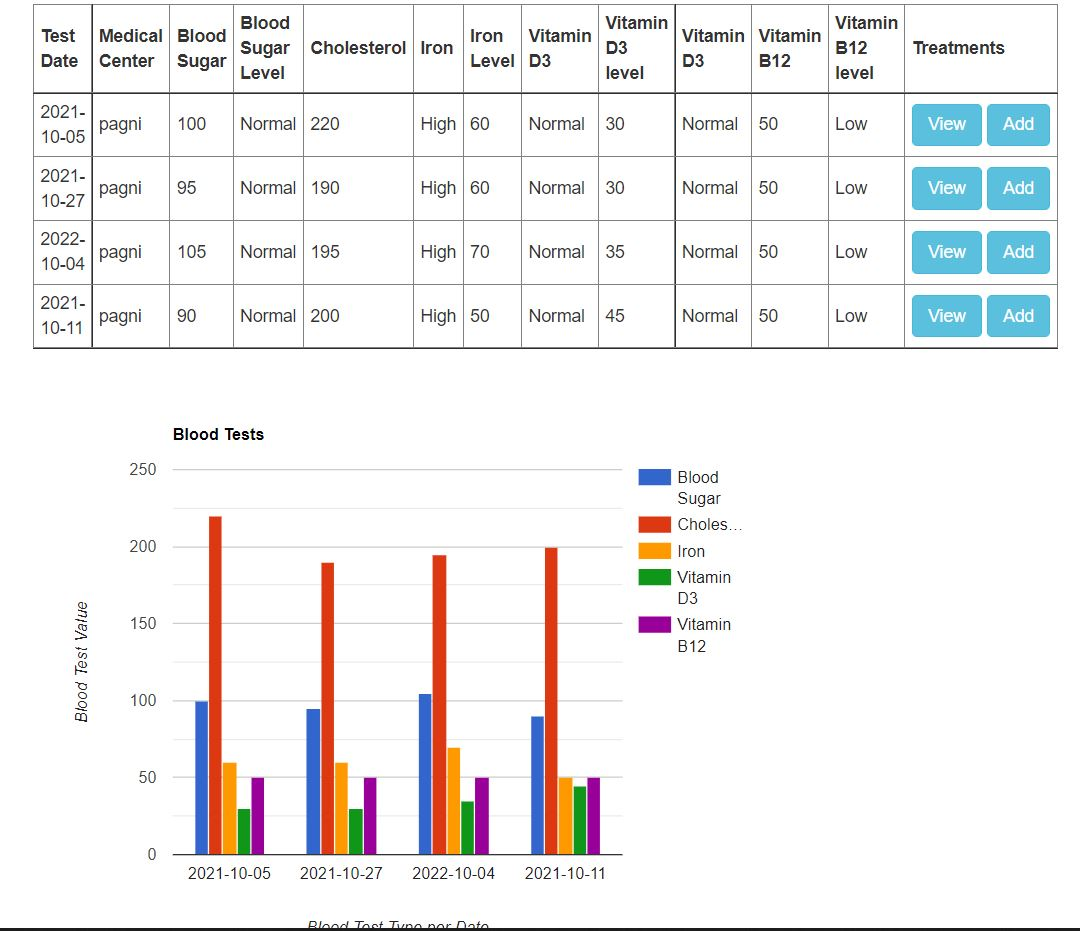 Test Date Medical Center Blood Sugar Blood Sugar Level Cholesterol Iron Iron Level Vitamin D3 Vitamin D3 level Vitamin D3 Vitamin B12 Vitamin B12 level Treatments
2021-10-05 pagni 100 Normal 220 High 60 Normal 30 Normal 50 Low View Add
2021-10-27 pagni 95 Normal 190 High 60 Normal 30 Normal 50 Low View Add
2022-10-04 pagni 105 Normal 195 High 70 Normal 35 Normal 50 Low View Add
2021-10-11 pagni 90 Normal 200 High 50 Normal 45 Normal 50 Low View Add
Blood Tests
250
200
150
100
50
0
Blood Test Value
2021-10-05 2021-10-27 2022-10-04 2021-10-11
Blood Test Type per Date
Blood
Sugar
Choles...
Iron
Vitamin
D3
Vitamin
B12